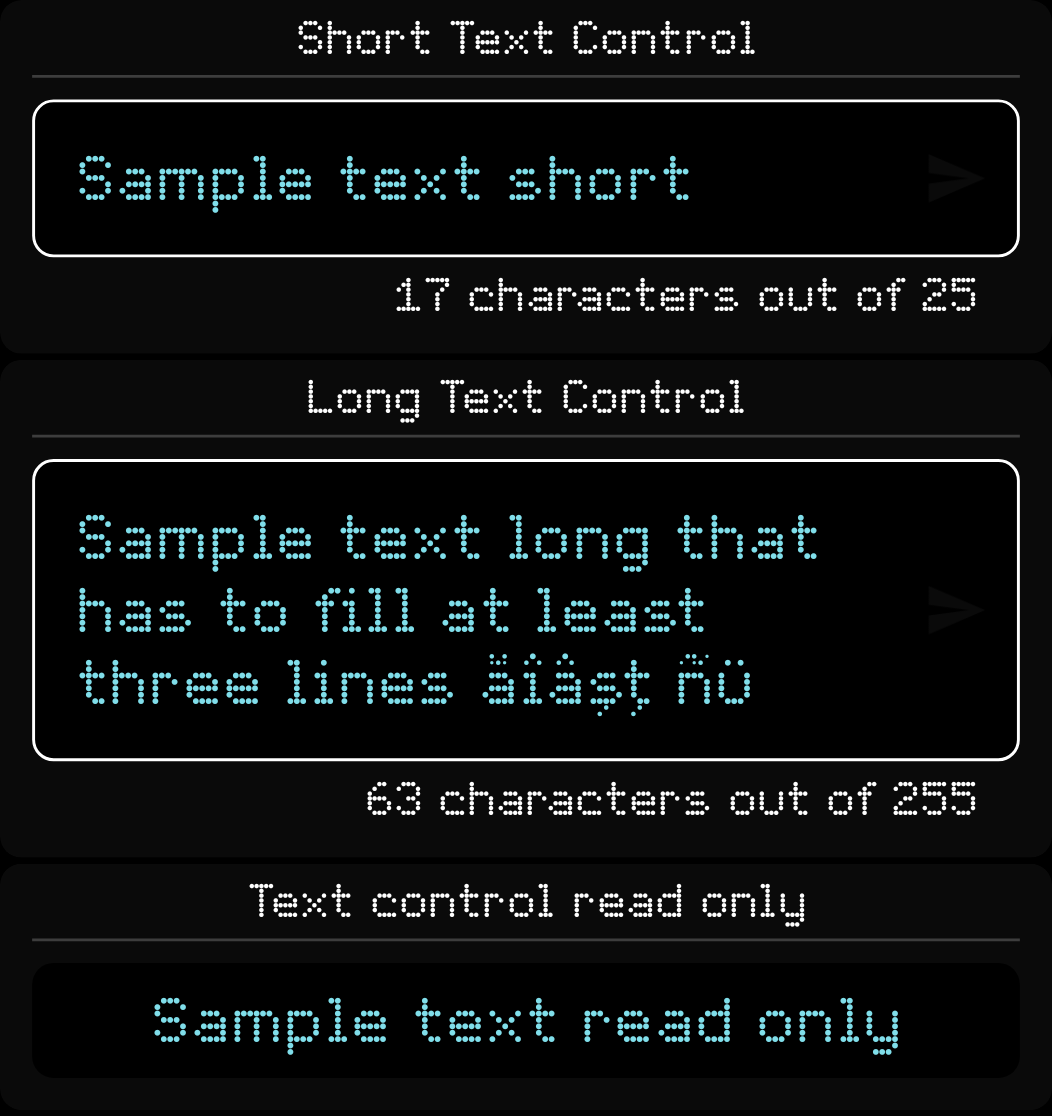 Short Text Control
Sample text short
17 characters out of 25
Long Text Control
Sample text long that
has to fill at least
three lines ăîâșț ñü
63 characters out of 255
Text control read only
Sample text read only